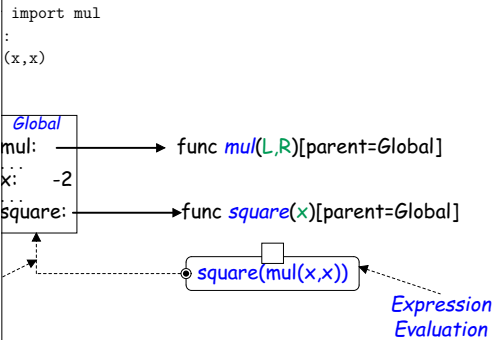 import mul
:
(x,x)
Global
mul:
func mul(L,R)[parent=Global]
...
x: -2
...
square:
func square(x)[parent=Global]
square(mul(x,x))
Expression
Evaluation